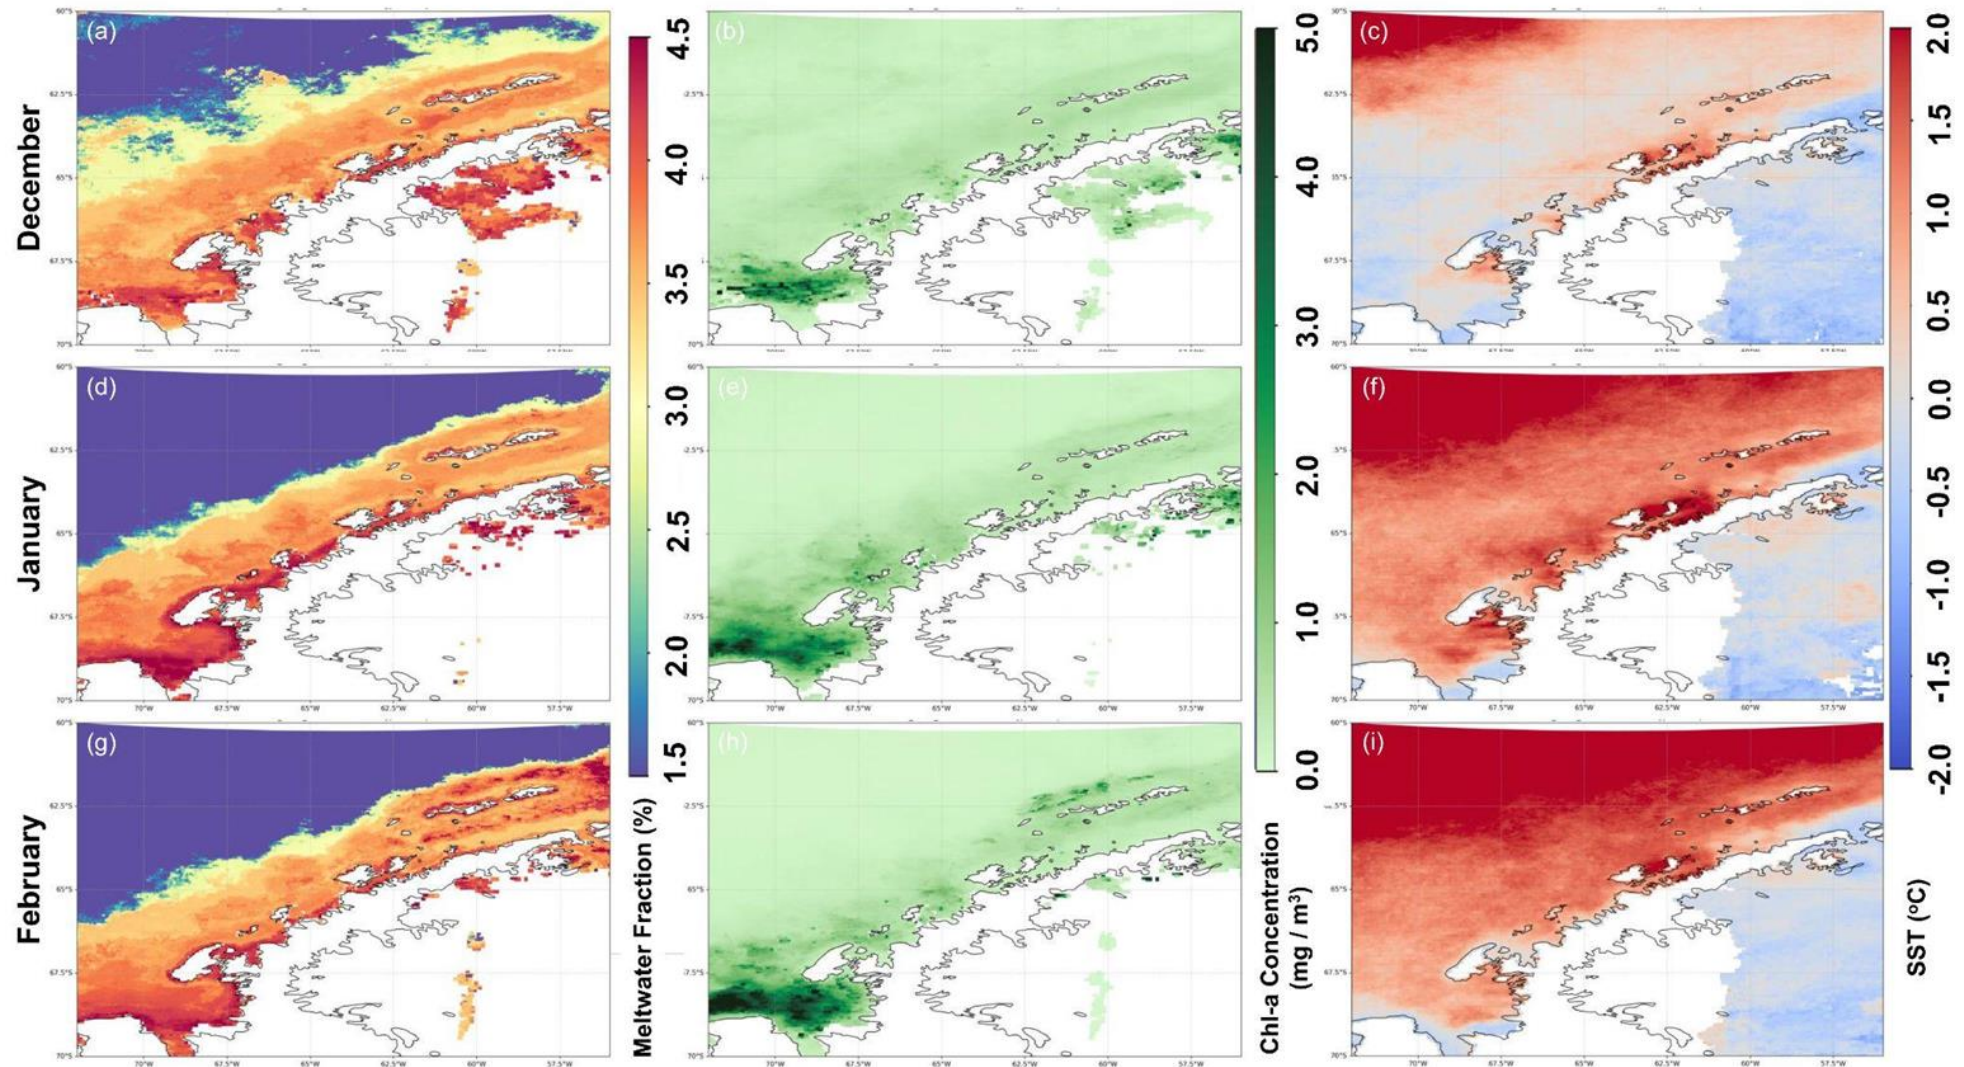 December
January
February
(a)
(b)
(c)
(d)
(e)
(f)
(g)
(h)
(i)
60°S
62.5°S
65°S
67.5°S
70°S
70°W
67.5°W
65°W
62.5°W
60°W
57.5°W
4.5
4.0
3.5
3.0
2.5
2.0
1.5
Meltwater Fraction (%)
5.0
4.0
3.0
2.0
1.0
0.0
Chl-a Concentration
(mg / m³)
2.0
1.5
1.0
0.5
0.0
-0.5
-1.0
-1.5
-2.0
SST (°C)